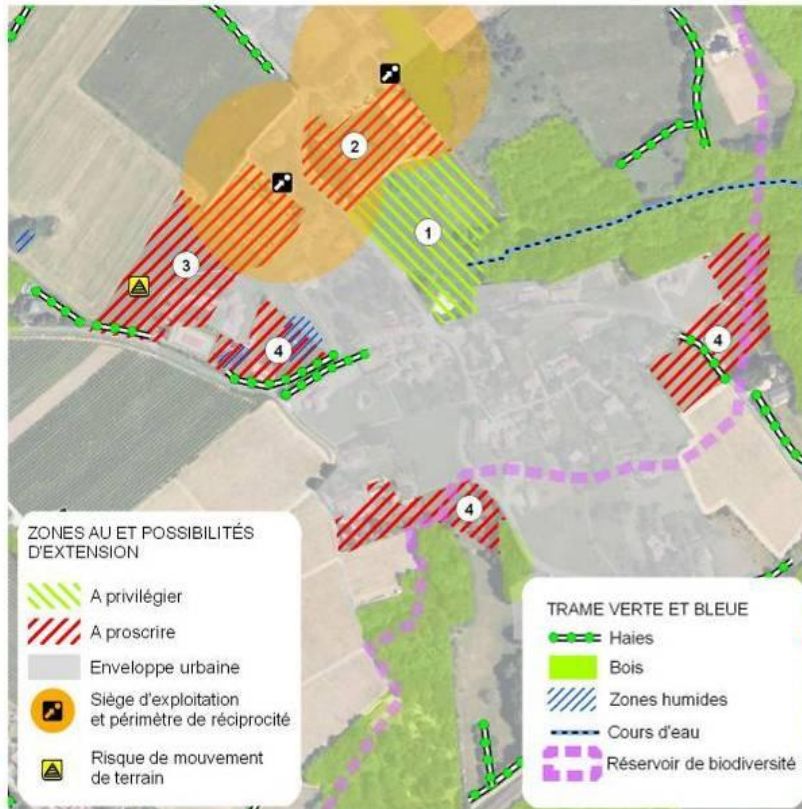 2
1
3
4
4
4
ZONES AU ET POSSIBILITÉS
D'EXTENSION
A privilégier
A proscrire
Enveloppe urbaine
Siège d'exploitation
et périmètre de réciprocité
Risque de mouvement
de terrain
TRAME VERTE ET BLEUE
Haies
Bois
Zones humides
Cours d'eau
Réservoir de biodiversité